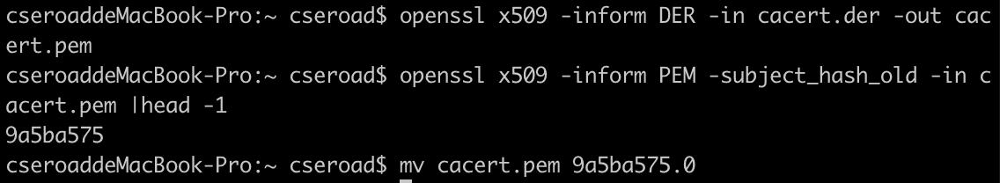 cseroaddeMacBook-Pro:~ cseroad$ openssl x509 -inform DER -in cacert.der -out cac
ert.pem
cseroaddeMacBook-Pro:~ cseroad$ openssl x509 -inform PEM -subject_hash_old -in c
acert.pem |head -1
9a5ba575
cseroaddeMacBook-Pro:~ cseroad$ mv cacert.pem 9a5ba575.0